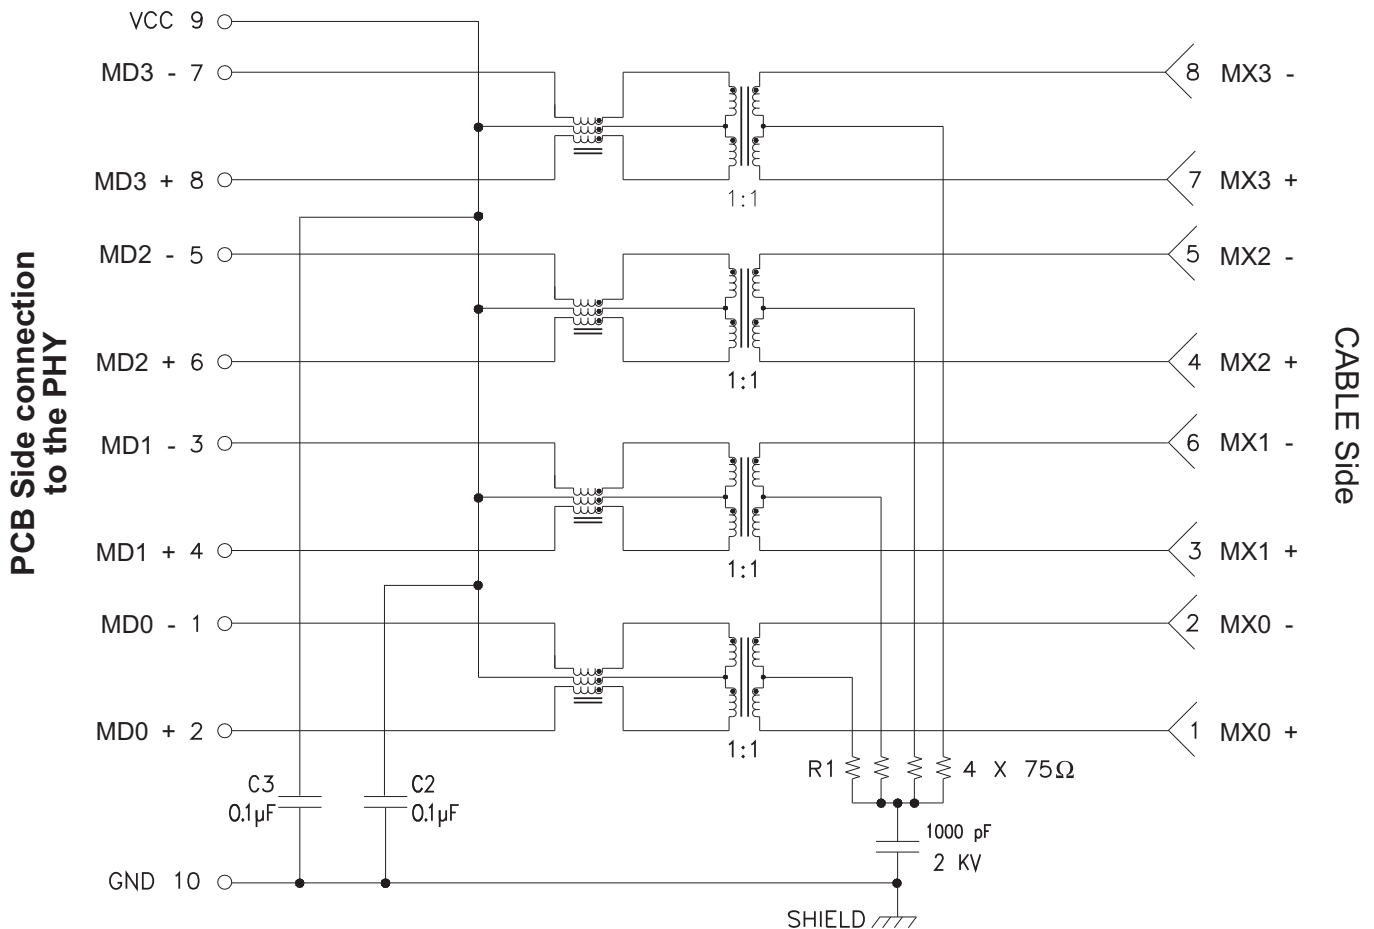 VCC 9
MD3 - 7
8 MX3 -
MD3 + 8
7 MX3 +
1:1
MD2 - 5
5 MX2 -
MD2 + 6
4 MX2 +
1:1
PCB Side connection
to the PHY
CABLE Side
MD1 - 3
6 MX1 -
MD1 + 4
3 MX1 +
1:1
MD0 - 1
2 MX0 -
MD0 + 2
1 MX0 +
1:1
R1
4 X 75Ω
C3
0.1µF
C2
0.1µF
1000 pF
2 KV
GND 10
SHIELD